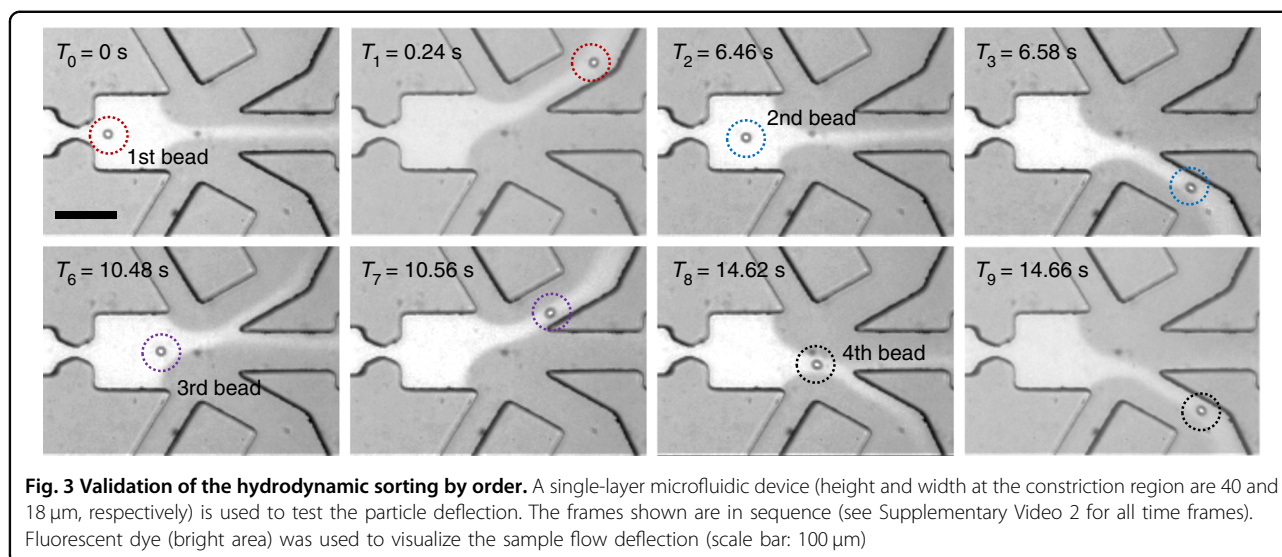 T₀ = 0 s
T₁ = 0.24 s
T₂ = 6.46 s
T₃ = 6.58 s
1st bead
2nd bead
T₆ = 10.48 s
T₇ = 10.56 s
T₈ = 14.62 s
T₉ = 14.66 s
3rd bead
4th bead
Fig. 3 Validation of the hydrodynamic sorting by order. A single-layer microfluidic device (height and width at the constriction region are 40 and
18 µm, respectively) is used to test the particle deflection. The frames shown are in sequence (see Supplementary Video 2 for all time frames).
Fluorescent dye (bright area) was used to visualize the sample flow deflection (scale bar: 100 µm)